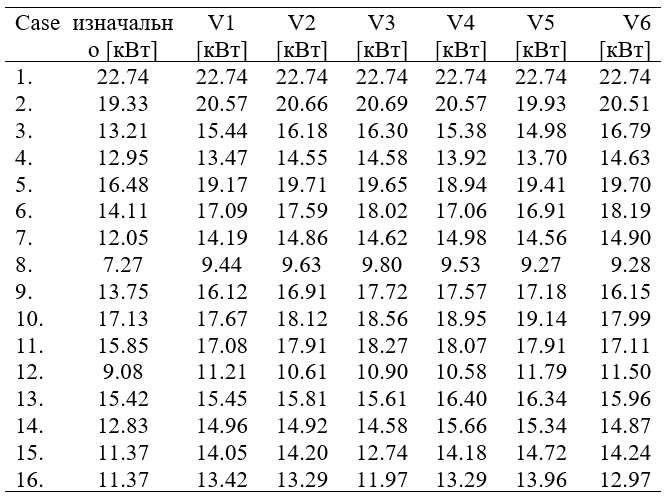 Case изначальн V1 V2 V3 V4 V5 V6
о [кВт] [кВт] [кВт] [кВт] [кВт] [кВт] [кВт]
1. 22.74 22.74 22.74 22.74 22.74 22.74 22.74
2. 19.33 20.57 20.66 20.69 20.57 19.93 20.51
3. 13.21 15.44 16.18 16.30 15.38 14.98 16.79
4. 12.95 13.47 14.55 14.58 13.92 13.70 14.63
5. 16.48 19.17 19.71 19.65 18.94 19.41 19.70
6. 14.11 17.09 17.59 18.02 17.06 16.91 18.19
7. 12.05 14.19 14.86 14.62 14.98 14.56 14.90
8. 7.27 9.44 9.63 9.80 9.53 9.27 9.28
9. 13.75 16.12 16.91 17.72 17.57 17.18 16.15
10. 17.13 17.67 18.12 18.56 18.95 19.14 17.99
11. 15.85 17.08 17.91 18.27 18.07 17.91 17.11
12. 9.08 11.21 10.61 10.90 10.58 11.79 11.50
13. 15.42 15.45 15.81 15.61 16.40 16.34 15.96
14. 12.83 14.96 14.92 14.58 15.66 15.34 14.87
15. 11.37 14.05 14.20 12.74 14.18 14.72 14.24
16. 11.37 13.42 13.29 11.97 13.29 13.96 12.97